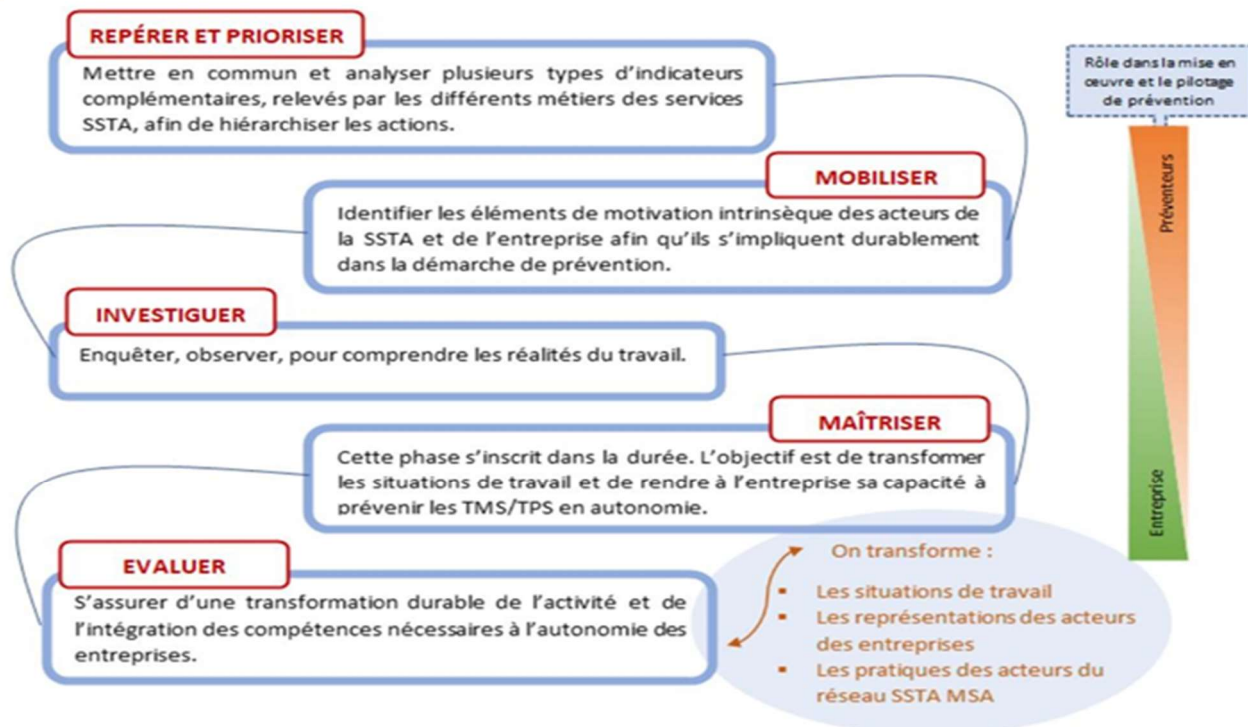 REPÉRER ET PRIORISER
Mettre en commun et analyser plusieurs types d'indicateurs
complémentaires, relevés par les différents métiers des services
SSTA, afin de hiérarchiser les actions.
MOBILISER
Identifier les éléments de motivation intrinsèque des acteurs de
la SSTA et de l'entreprise afin qu'ils s'impliquent durablement
dans la démarche de prévention.
INVESTIGUER
Enquêter, observer, pour comprendre les réalités du travail.
MAÎTRISER
Cette phase s'inscrit dans la durée. L'objectif est de transformer
les situations de travail et de rendre à l'entreprise sa capacité à
prévenir les TMS/TPS en autonomie.
EVALUER
S'assurer d'une transformation durable de l'activité et de
l'intégration des compétences nécessaires à l'autonomie des
entreprises.
On transforme :
▪ Les situations de travail
▪ Les représentations des acteurs
des entreprises
▪ Les pratiques des acteurs du
réseau SSTA MSA
Rôle dans la mise en
œuvre et le pilotage
de prévention
Préventeurs
Entreprise